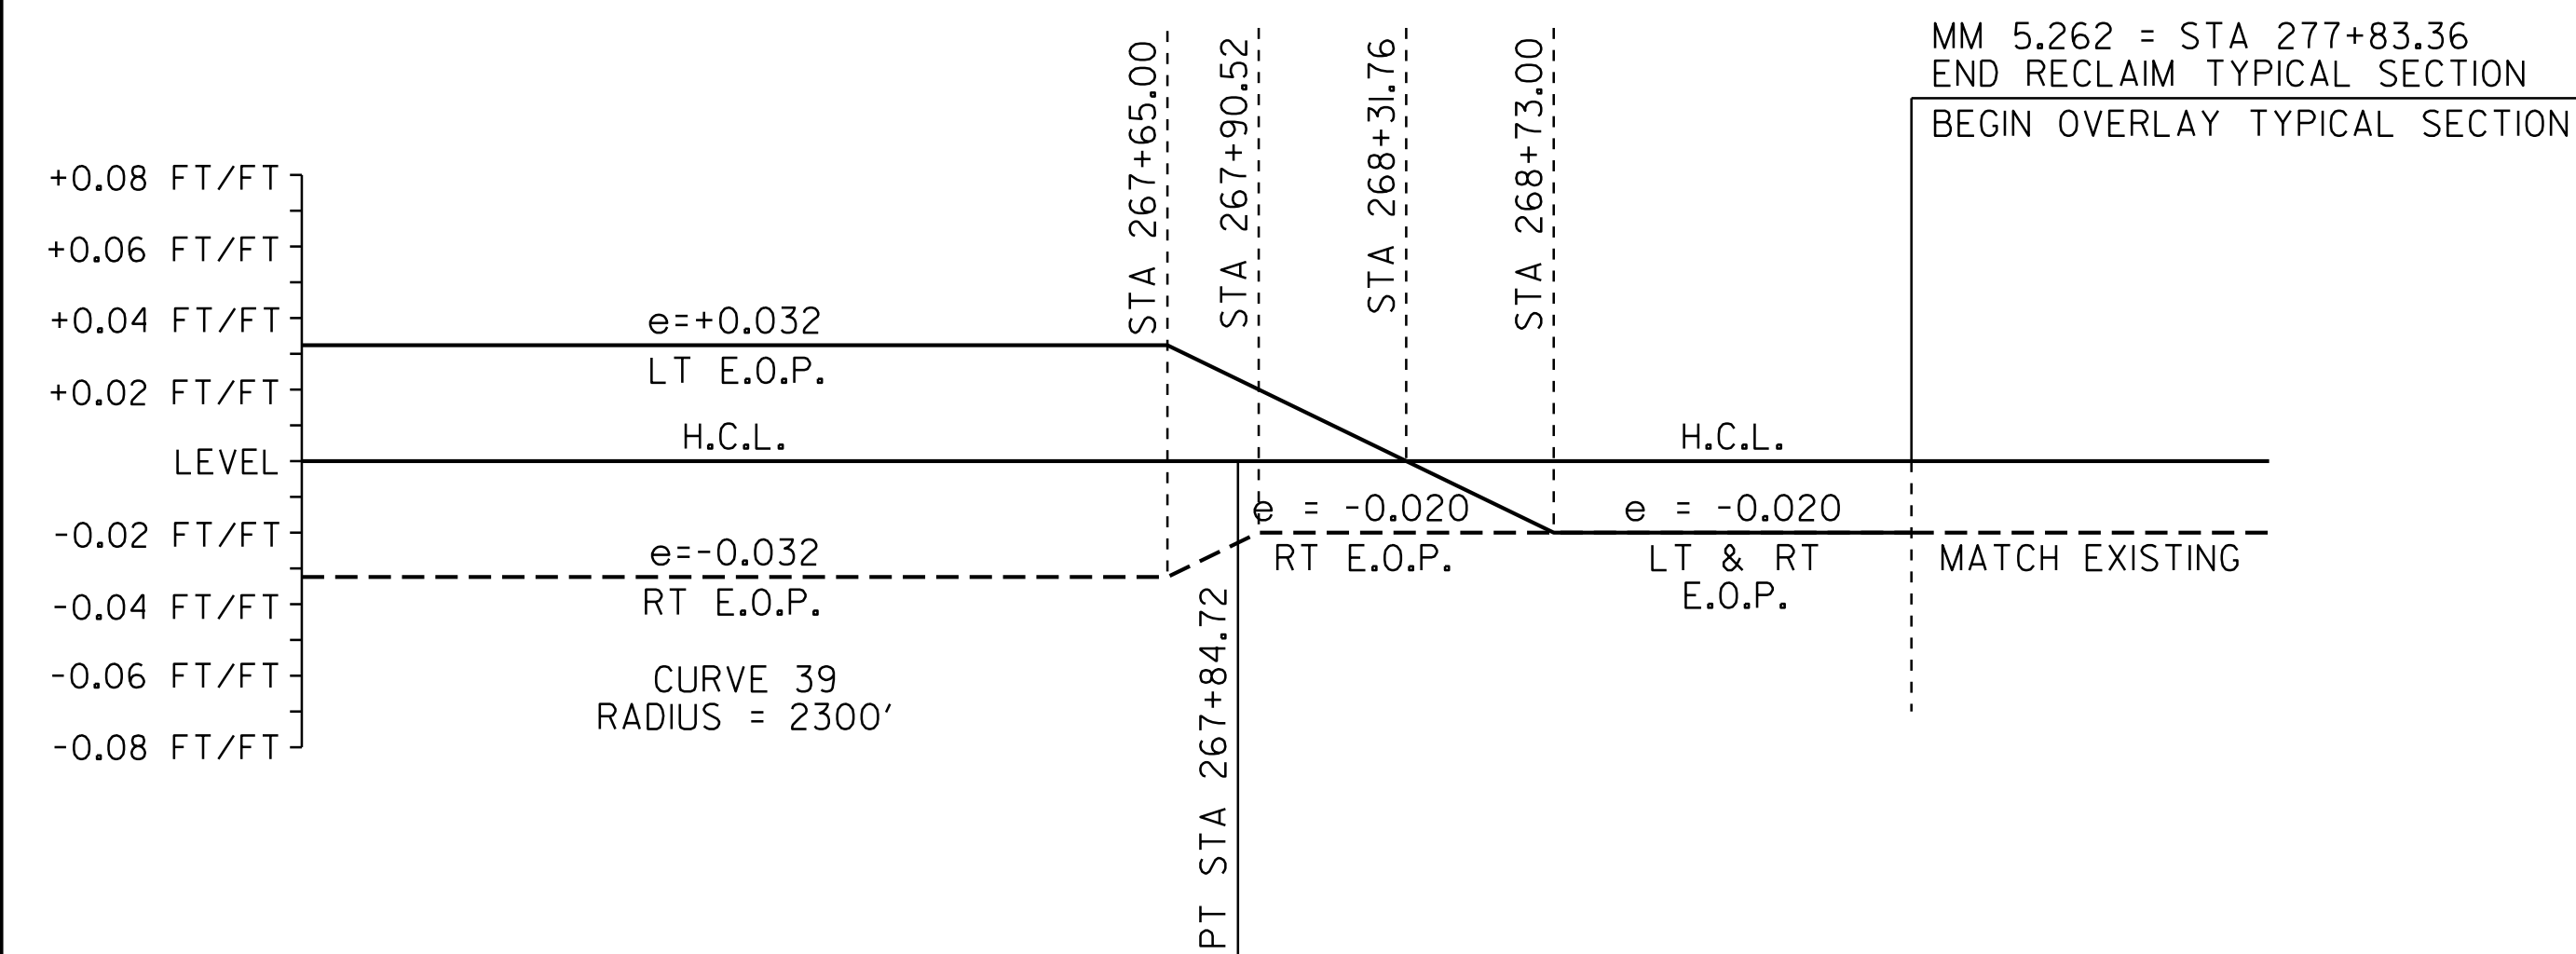 MM 5.262 = STA 277+83.36
END RECLAIM TYPICAL SECTION
BEGIN OVERLAY TYPICAL SECTION
STA 267+65.00
STA 267+90.52
STA 268+31.76
STA 268+73.00
+0.08 FT/FT
+0.06 FT/FT
+0.04 FT/FT
+0.02 FT/FT
LEVEL
-0.02 FT/FT
-0.04 FT/FT
-0.06 FT/FT
-0.08 FT/FT
e=+0.032
LT E.O.P.
H.C.L.
e=-0.032
RT E.O.P.
CURVE 39
RADIUS = 2300'
PT STA 267+84.72
e = -0.020
RT E.O.P.
H.C.L.
e = -0.020
LT & RT
E.O.P.
MATCH EXISTING